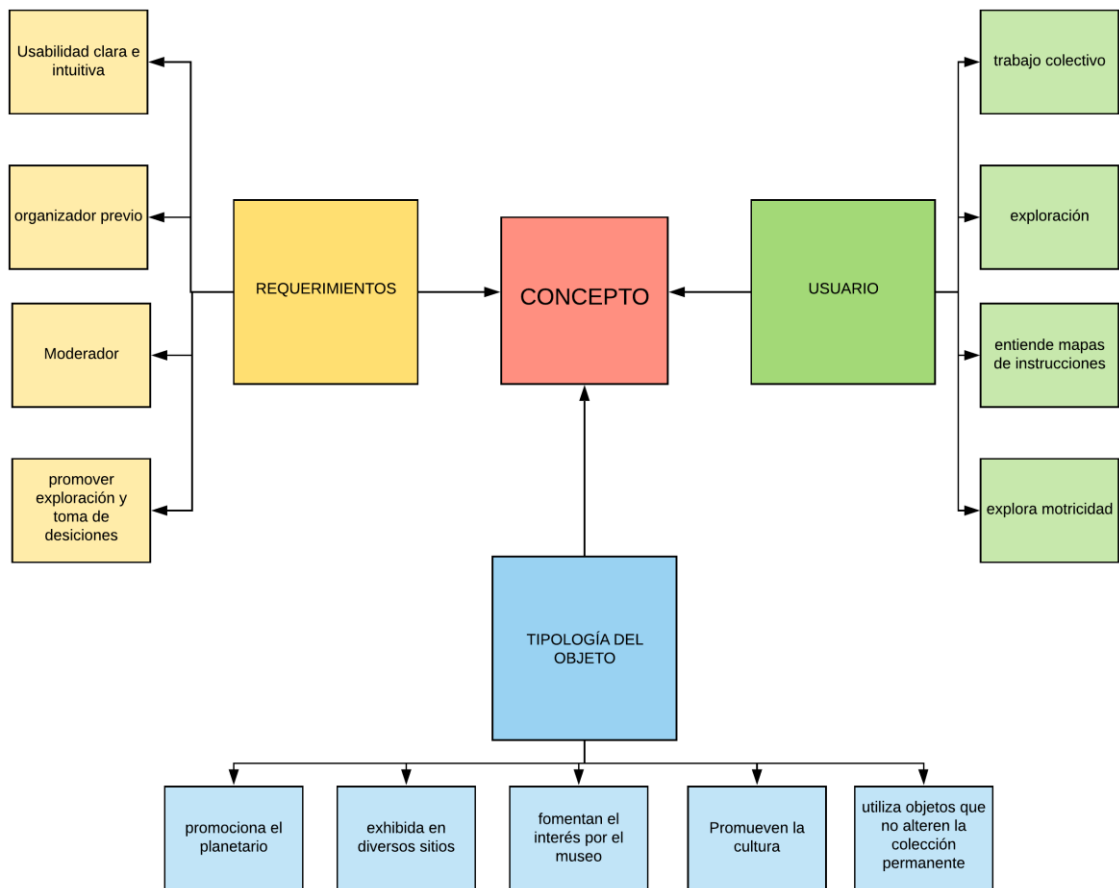 Usabilidad clara e
intuitiva
organizador previo
Moderador
promover
exploración y
toma de
desiciones
REQUERIMIENTOS
CONCEPTO
USUARIO
trabajo colectivo
exploración
entiende mapas
de instrucciones
explora motricidad
TIPOLOGÍA DEL
OBJETO
promociona el
planetario
exhibida en
diversos sitios
fomentan el
interés por el
museo
Promueven la
cultura
utiliza objetos que
no alteren la
colección
permanente